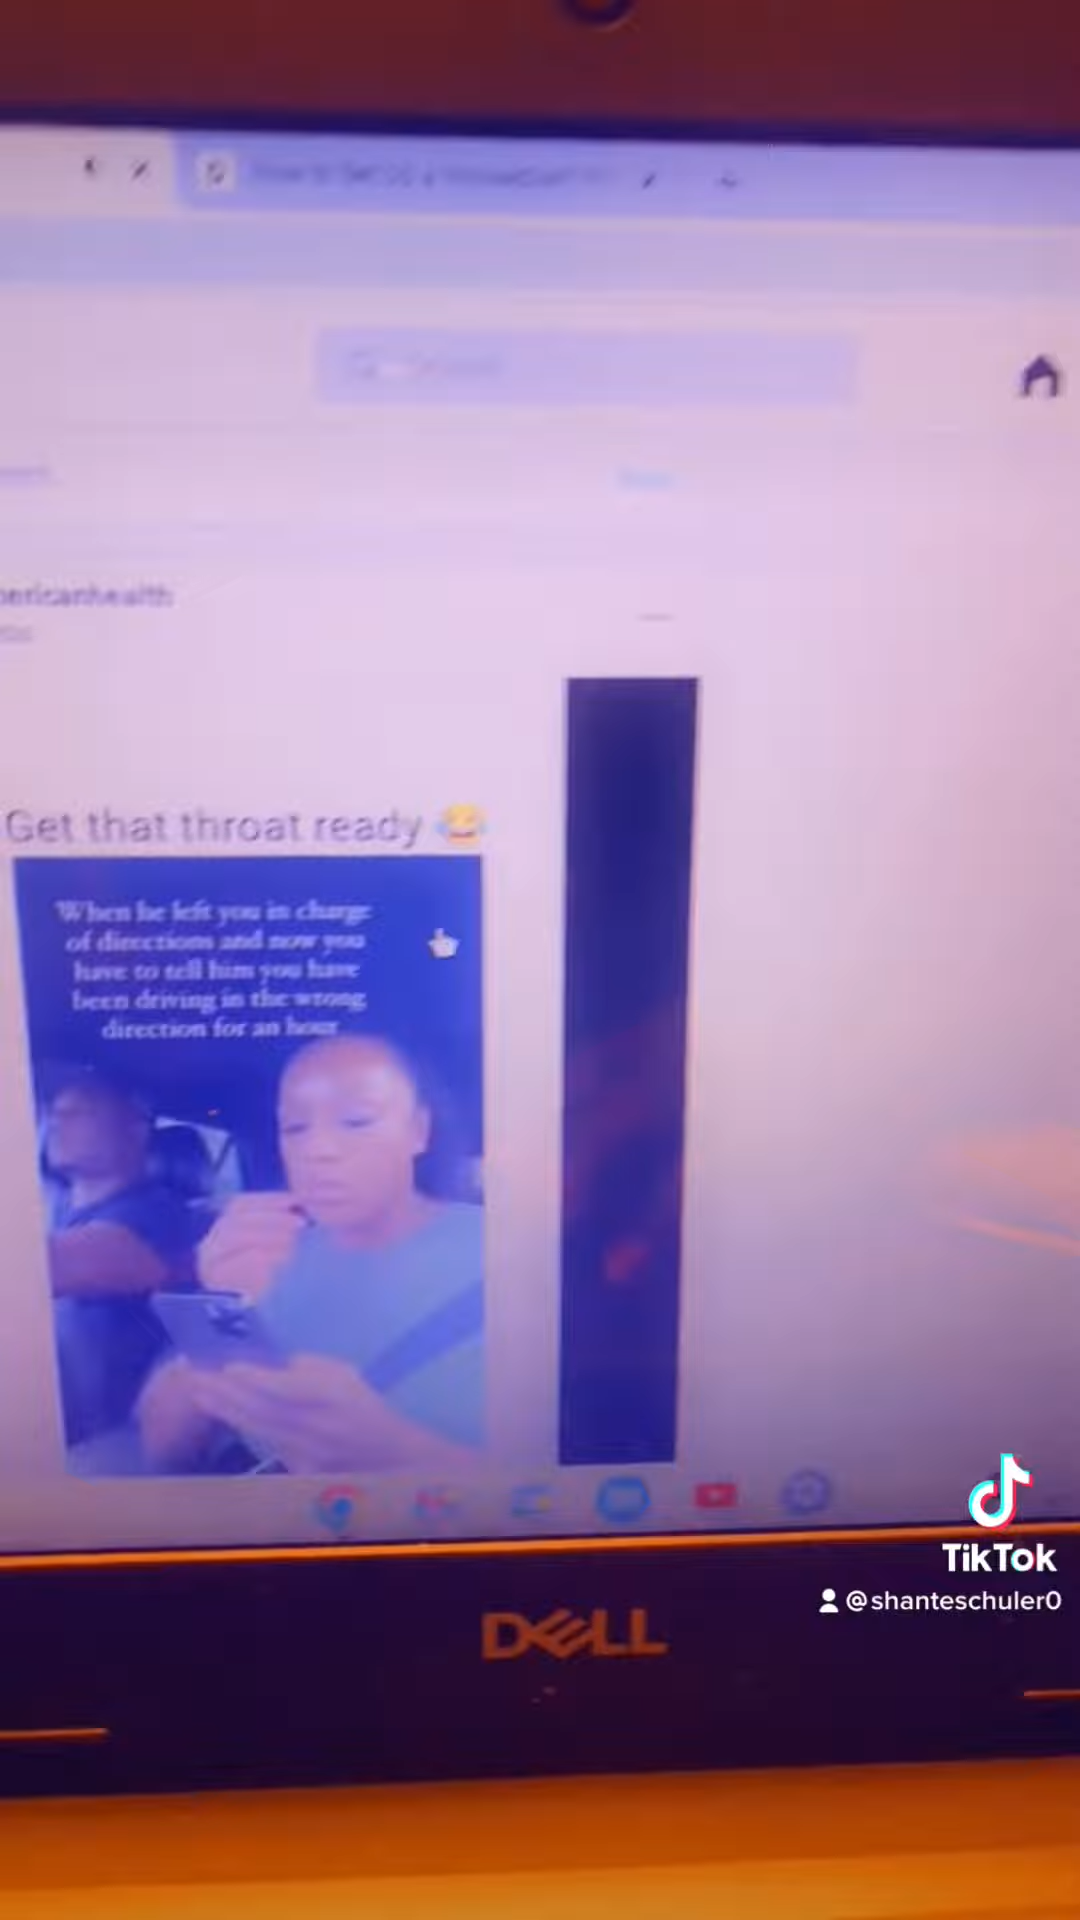 ericanhealth
Get that throat ready 😂
When he left you in charge
of directions and now you
have to tell him you have
been driving in the wrong
direction for an hour
TikTok
@shanteschuler0
DELL